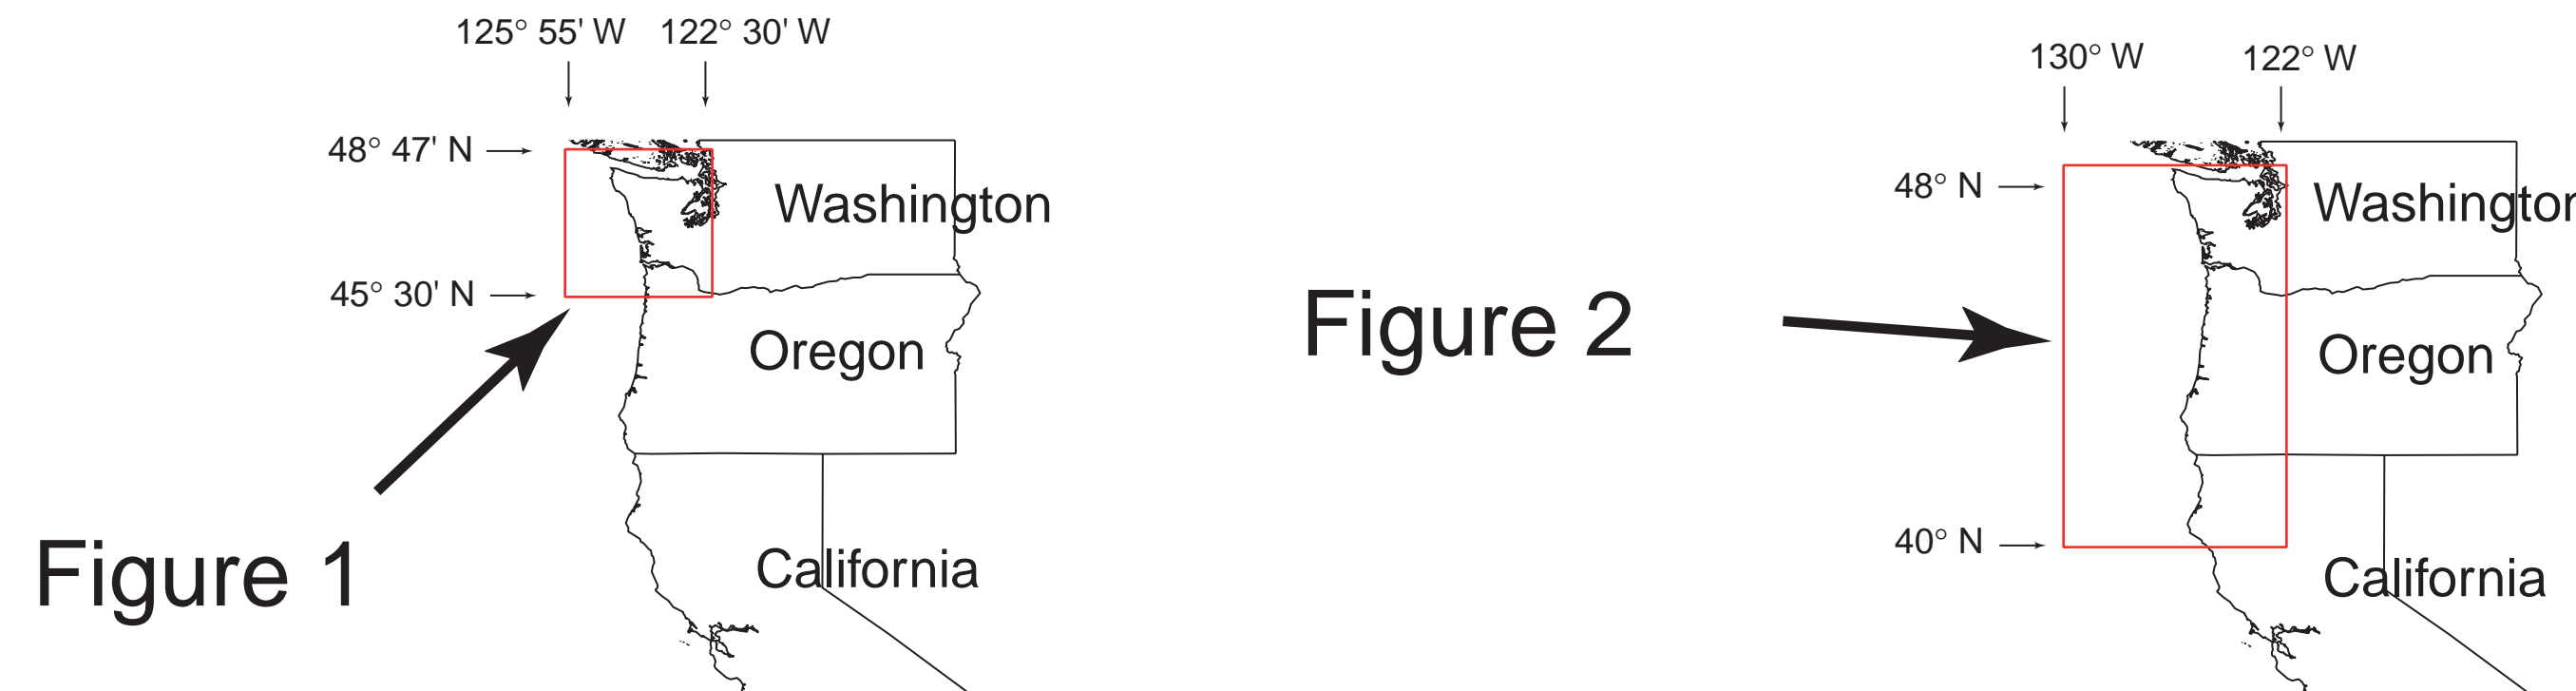 125° 55' W 122° 30' W
48° 47' N
Washington
45° 30' N
Oregon
Figure 1
California
130° W 122° W
48° N
Washington
Figure 2
Oregon
40° N
California